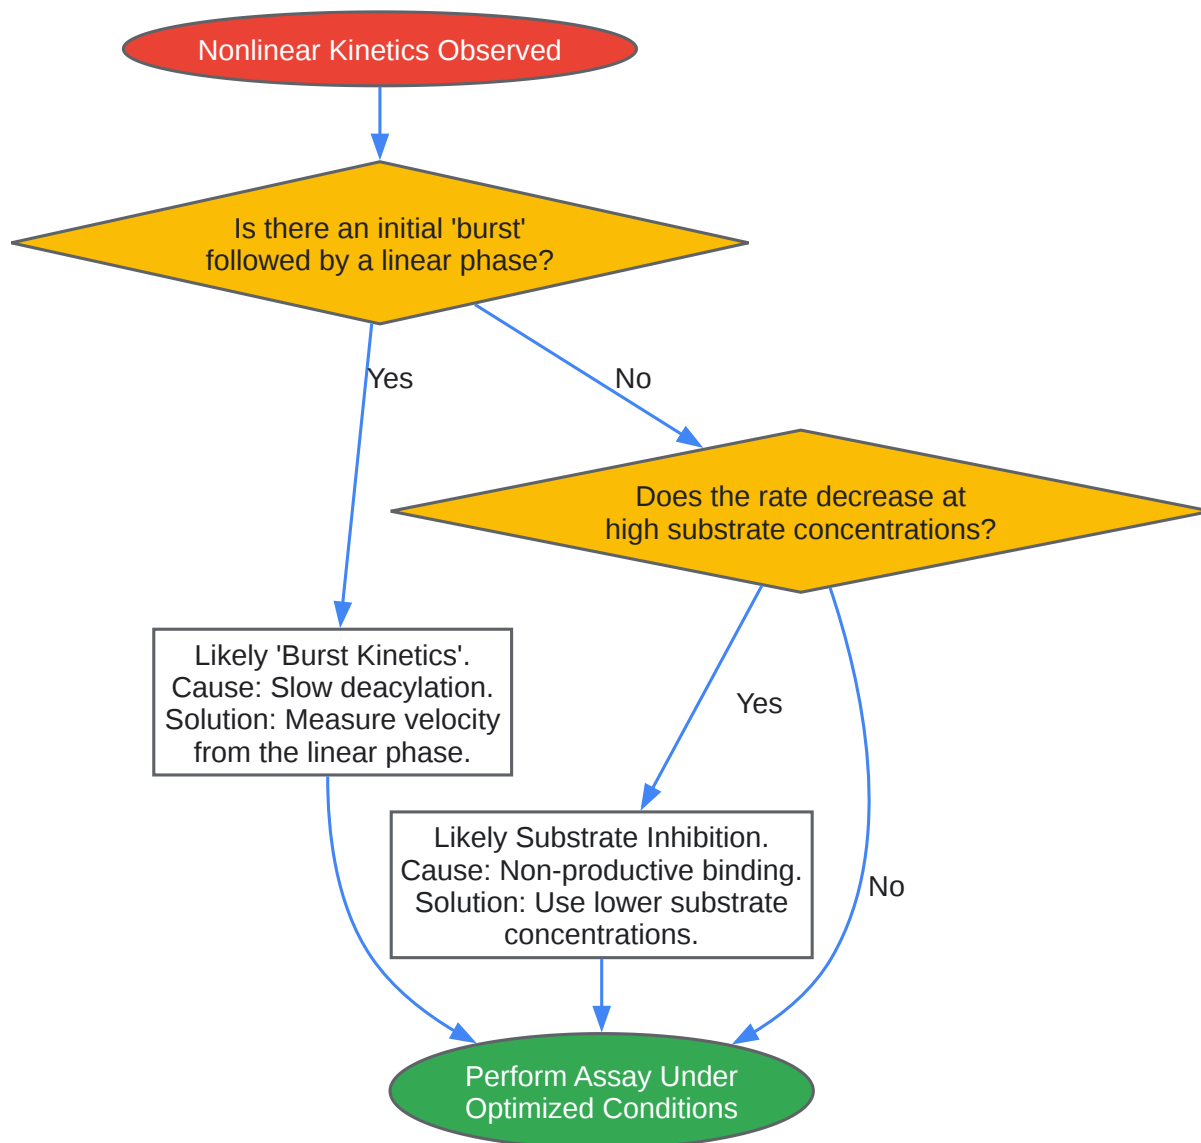 Nonlinear Kinetics Observed
Is there an initial 'burst'
followed by a linear phase?
Yes
No
Does the rate decrease at
high substrate concentrations?
Likely 'Burst Kinetics'.
Cause: Slow deacylation.
Solution: Measure velocity
from the linear phase.
Yes
Likely Substrate Inhibition.
Cause: Non-productive binding.
Solution: Use lower substrate
concentrations.
No
Perform Assay Under
Optimized Conditions